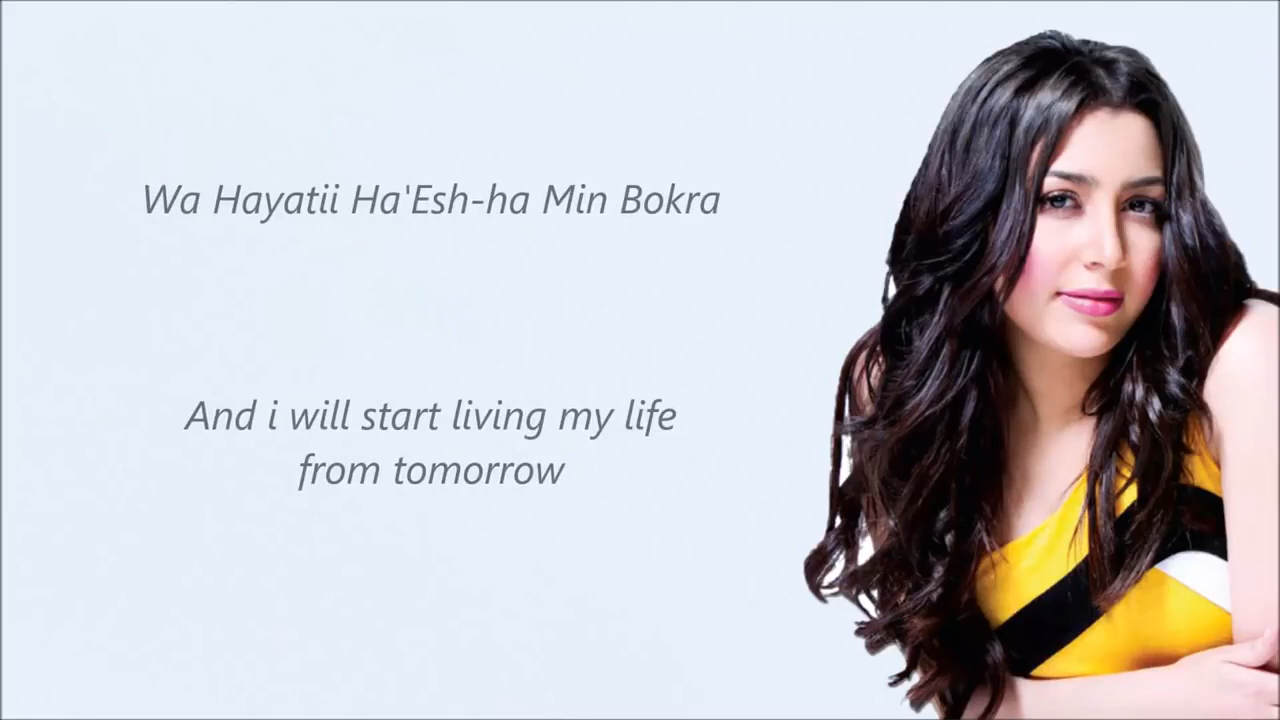 Wa Hayatii Ha'Esh-ha Min Bokra
And i will start living my life
from tomorrow